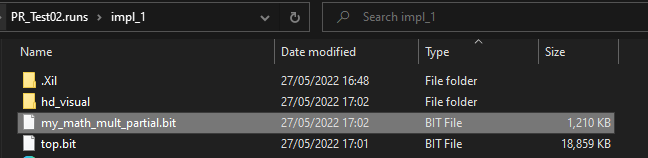 PR_Test02.runs > impl_1
Search impl_1
Name Date modified Type Size
.Xil 27/05/2022 16:48 File folder
hd_visual 27/05/2022 17:02 File folder
my_math_mult_partial.bit 27/05/2022 17:02 BIT File 1,210 KB
top.bit 27/05/2022 17:01 BIT File 18,859 KB